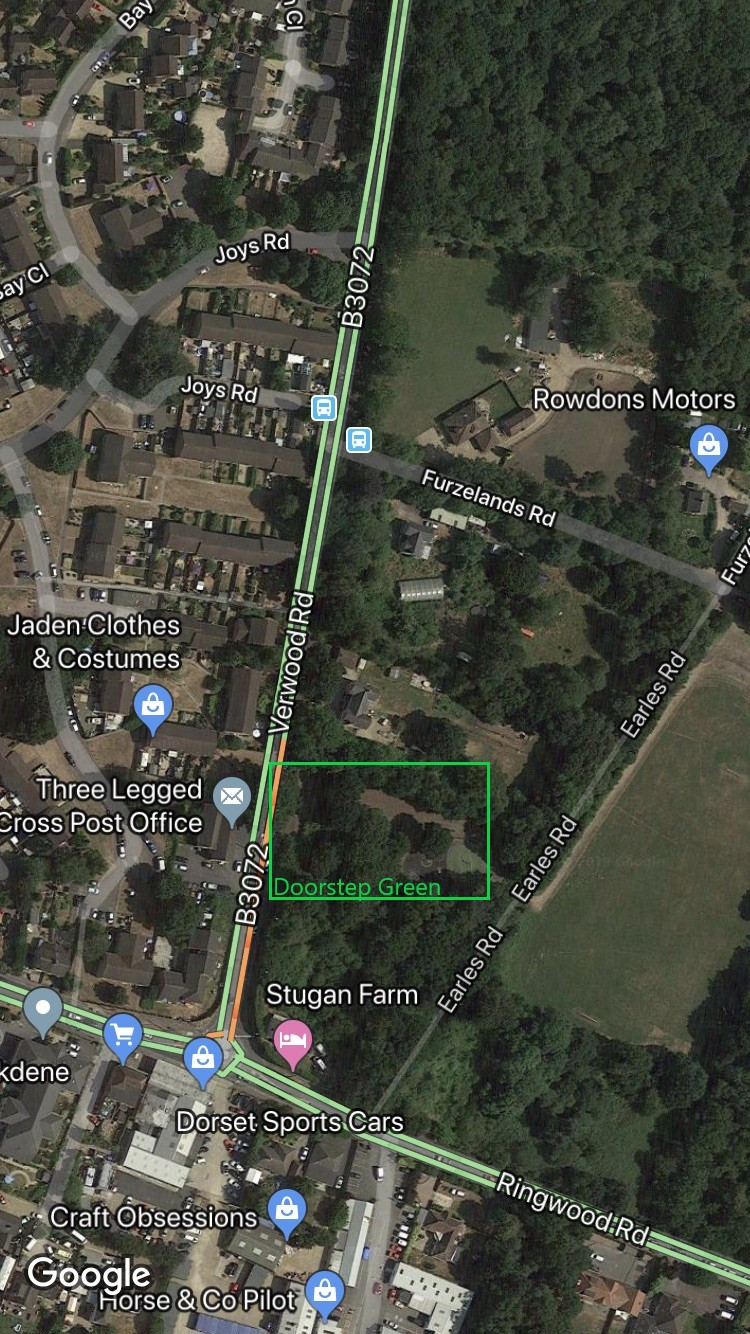 Bay
Cl
Joys Rd
B3072
Bay Cl
Joys Rd
Rowdons Motors
Furzelands Rd
Furze
Verwood Rd
Jaden Clothes
& Costumes
Earles Rd
Three Legged
Cross Post Office
Earles Rd
B3072
Doorstep Green
Earles Rd
Stugan Farm
kdene
Dorset Sports Cars
Ringwood Rd
Craft Obsessions
Google
Horse & Co Pilot